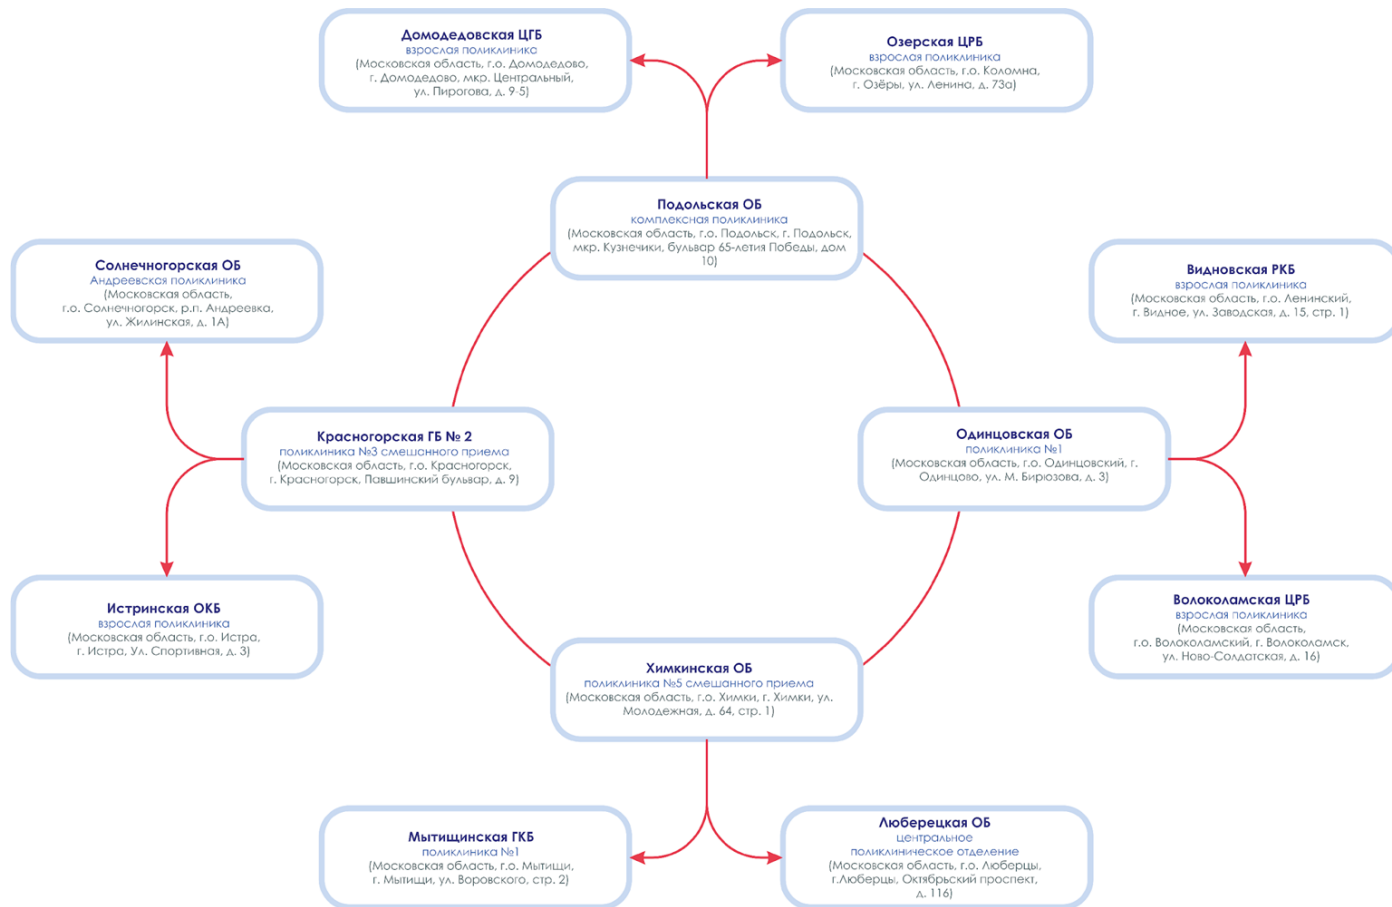 Домодедовская ЦГБ
взрослая поликлиника
(Московская область, г.о. Домодедово,
г. Домодедово, мкр. Центральный,
ул. Пирогова, д. 9-5)
Озерская ЦРБ
взрослая поликлиника
(Московская область, г.о. Коломна,
г. Озёры, ул. Ленина, д. 73а)
Подольская ОБ
комплексная поликлиника
(Московская область, г.о. Подольск, г. Подольск,
мкр. Кузнечики, бульвар 65-летия Победы, дом
10)
Солнечногорская ОБ
Андреевская поликлиника
(Московская область,
г.о. Солнечногорск, р.п. Андреевка,
ул. Жилинская, д. 1А)
Видновская РКБ
взрослая поликлиника
(Московская область, г.о. Ленинский,
г. Видное, ул. Заводская, д. 15, стр. 1)
Красногорская ГБ № 2
поликлиника №3 смешанного приема
(Московская область, г.о. Красногорск,
г. Красногорск, Павшинский бульвар, д. 9)
Одинцовская ОБ
поликлиника №1
(Московская область, г.о. Одинцовский, г.
Одинцово, ул. М. Бирюзова, д. 3)
Истринская ОКБ
взрослая поликлиника
(Московская область, г.о. Истра,
г. Истра, Ул. Спортивная, д. 3)
Волоколамская ЦРБ
взрослая поликлиника
(Московская область,
г.о. Волоколамский, г. Волоколамск,
ул. Ново-Солдатская, д. 16)
Химкинская ОБ
поликлиника №5 смешанного приема
(Московская область, г.о. Химки, г. Химки, ул.
Молодежная, д. 64, стр. 1)
Мытищинская ГКБ
поликлиника №1
(Московская область, г.о. Мытищи,
г. Мытищи, ул. Воровского, стр. 2)
Люберецкая ОБ
центральное
поликлиническое отделение
(Московская область, г.о. Люберцы,
г.Люберцы, Октябрьский проспект,
д. 116)